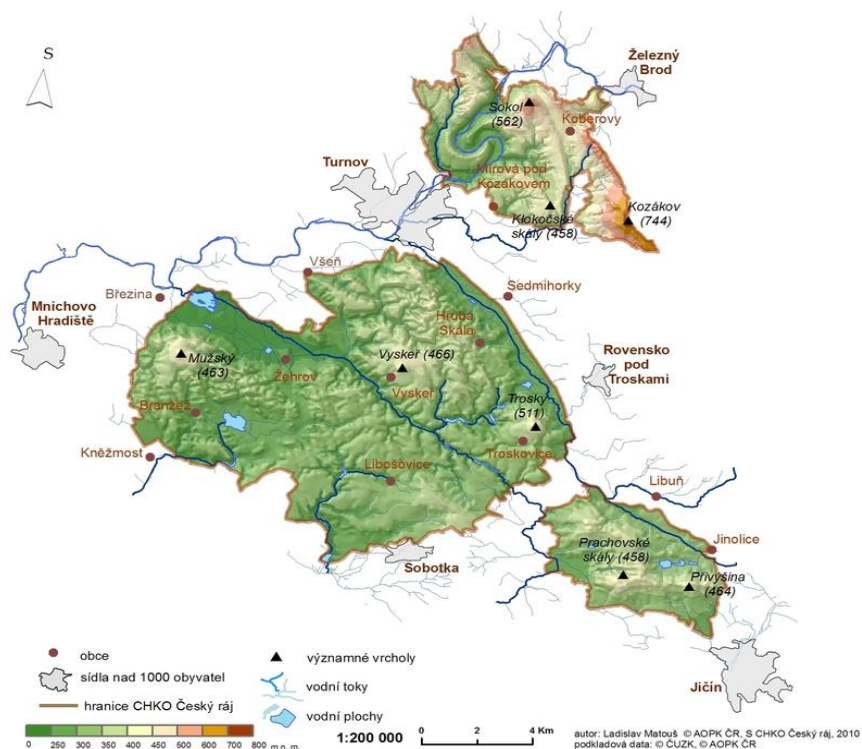 S
Železný
Brod
Sokol
(562)
Koberovy
Turnov
Mírová pod
Kozákovem
Kozákov
(744)
Klokočské
skály (458)
Všeň
Sedmihorky
Březina
Mnichovo
Hradiště
Hrubá
Skála
Mužský
(463)
Vyskeř (466)
Žehrov
Vyskeř
Rovensko
pod
Troskami
Trosky
(511)
Branžež
Kněžmost
Troskovice
Libošovice
Libuň
Prachovské
skály (458)
Jinolice
Přivýšina
(464)
Sobotka
Jičín
obce
sídla nad 1000 obyvatel
hranice CHKO Český ráj
významné vrcholy
vodní toky
vodní plochy
0 250 300 350 400 450 500 600 700 800 m n. m.
1:200 000
0 2 4 Km
autor: Ladislav Matouš © AOPK ČR, S CHKO Český ráj, 2010
podkladová data: © ČUZK, © AOPK ČR